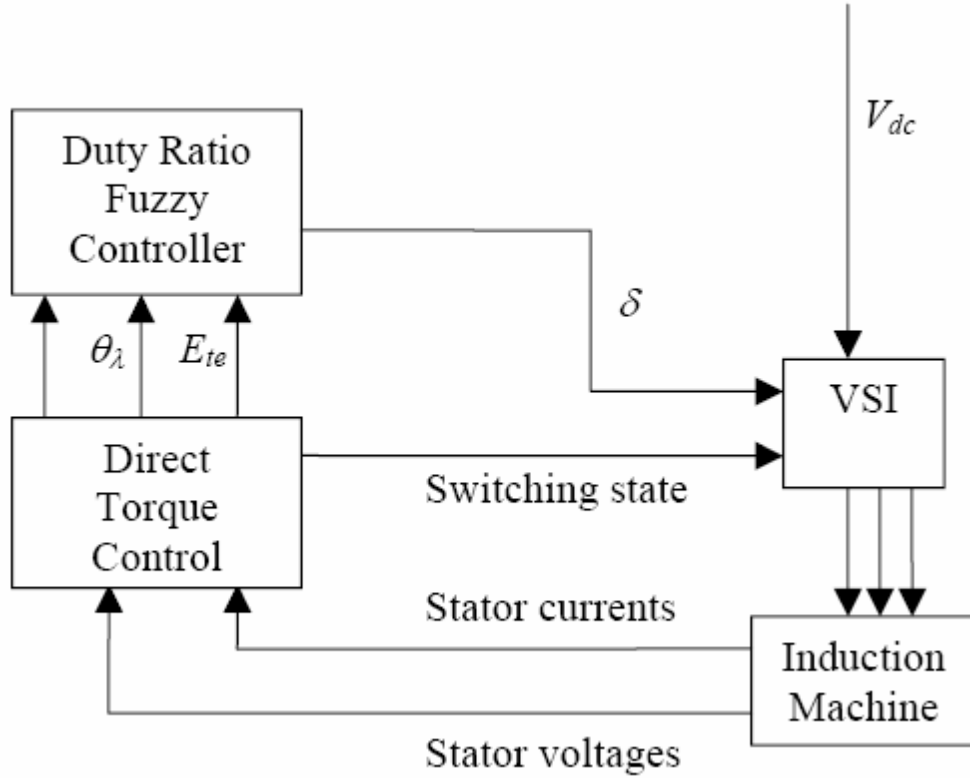 V_dc
Duty Ratio
Fuzzy
Controller
δ
θ_λ
E_te
VSI
Direct
Torque
Control
Switching state
Stator currents
Induction
Machine
Stator voltages